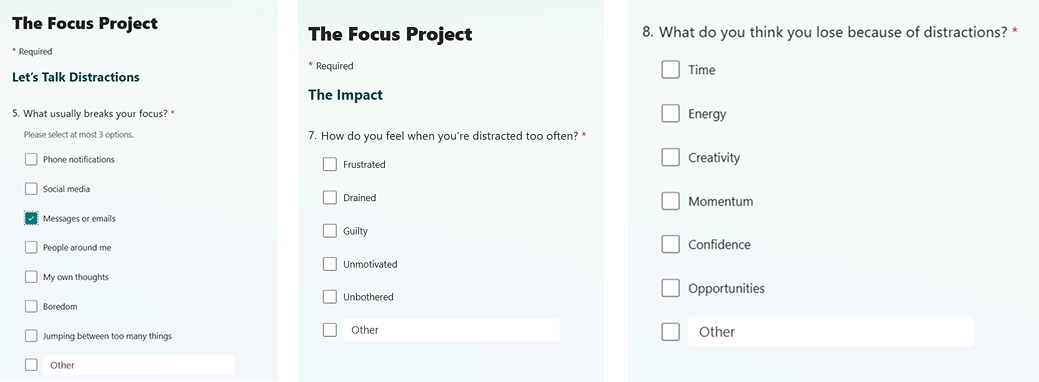 The Focus Project
* Required
Let's Talk Distractions
5. What usually breaks your focus? *
Please select at most 3 options.
Phone notifications
Social media
Messages or emails
People around me
My own thoughts
Boredom
Jumping between too many things
Other
The Focus Project
* Required
The Impact
7. How do you feel when you're distracted too often? *
Frustrated
Drained
Guilty
Unmotivated
Unbothered
Other
8. What do you think you lose because of distractions? *
Time
Energy
Creativity
Momentum
Confidence
Opportunities
Other